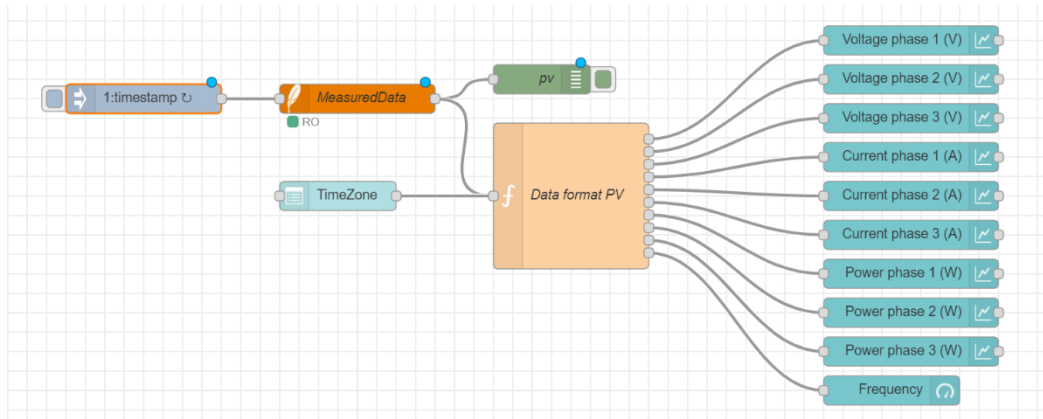 Voltage phase 1 (V)
pv
Voltage phase 2 (V)
1:timestamp ↻
MeasuredData
RO
Voltage phase 3 (V)
Current phase 1 (A)
TimeZone
Data format PV
Current phase 2 (A)
Current phase 3 (A)
Power phase 1 (W)
Power phase 2 (W)
Power phase 3 (W)
Frequency